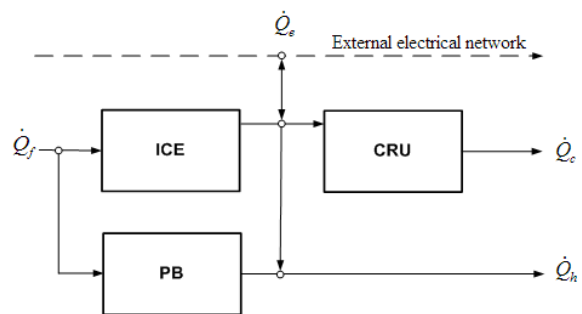 Q̇e
External electrical network
Q̇f
ICE
CRU
Q̇c
PB
Q̇h